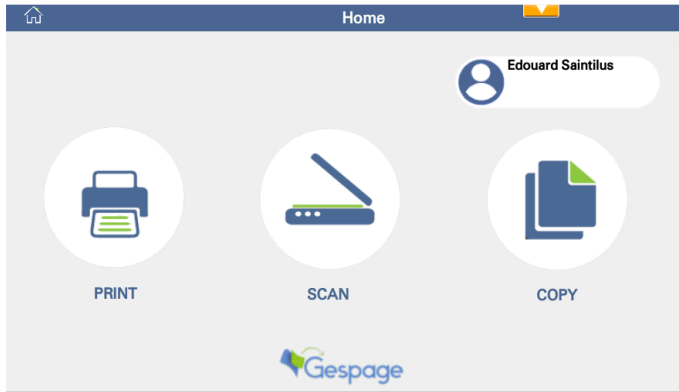 Home
Edouard Saintilus
PRINT
SCAN
COPY
Gespage